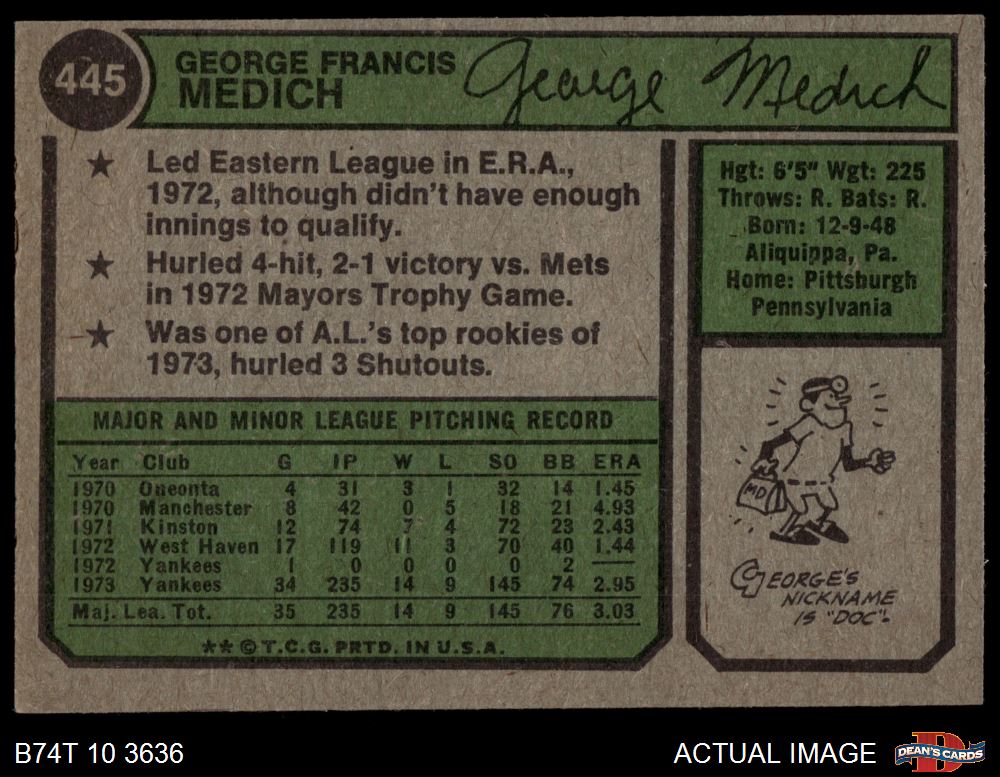 445
GEORGE FRANCIS
MEDICH
George Medich
★ Led Eastern League in E.R.A.,
1972, although didn't have enough
innings to qualify.
★ Hurled 4-hit, 2-1 victory vs. Mets
in 1972 Mayors Trophy Game.
★ Was one of A.L.'s top rookies of
1973, hurled 3 Shutouts.
Hgt: 6'5" Wgt: 225
Throws: R. Bats: R.
Born: 12-9-48
Aliquippa, Pa.
Home: Pittsburgh
Pennsylvania
MAJOR AND MINOR LEAGUE PITCHING RECORD
Year Club G IP W L SO BB ERA
1970 Oneonta 4 31 3 1 32 14 1.45
1970 Manchester 8 42 0 5 18 21 4.93
1971 Kinston 12 74 7 4 72 23 2.43
1972 West Haven 17 119 11 3 70 40 1.44
1972 Yankees 1 0 0 0 0 2 —
1973 Yankees 34 235 14 9 145 74 2.95
Maj. Lea. Tot. 35 235 14 9 145 76 3.03
**©T.C.G. PRTD. IN U.S.A.
MD
GEORGE'S
NICKNAME
IS "DOC".
B74T 10 3636
ACTUAL IMAGE
DEAN'S CARDS